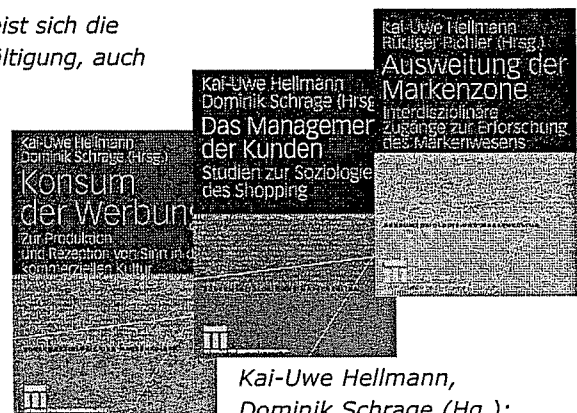 eist sich die
ältigung, auch
Kai-Uwe Hellmann
Dominik Schrage (Hrsg.)
Konsum
der Werbung
Zur Produktion
und Rezeption von Sinn in d
kommerziellen Kultur
Kai-Uwe Hellmann
Dominik Schrage (Hrsg
Das Managemen
der Kunden
Studien zur Soziologie
des Shopping
Kai-Uwe Hellmann
Rüdiger Pichler (Hrsg.)
Ausweitung der
Markenzone
Interdisziplinäre
Zugänge zur Erforschung
des Markenwesens
Kai-Uwe Hellmann,
Dominik Schrage (Hg.):